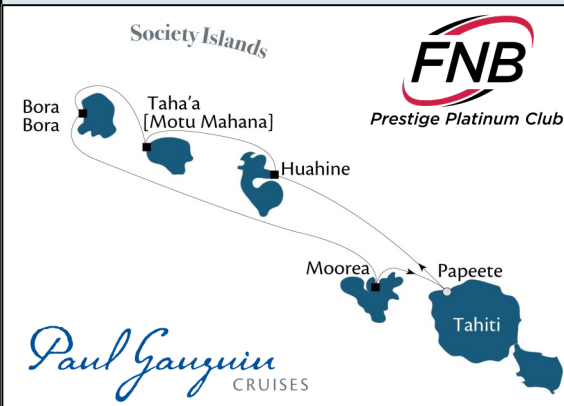 Society Islands
FNB
Prestige Platinum Club
Bora
Bora
Taha'a
[Motu Mahana]
Huahine
Moorea
Papeete
Tahiti
Paul Gauguin
CRUISES